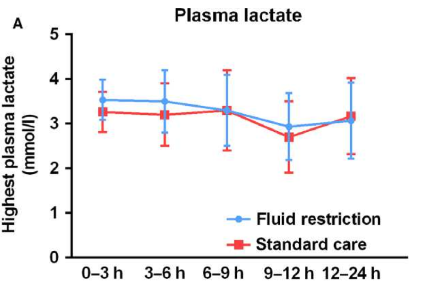 A
Plasma lactate
Highest plasma lactate
(mmol/l)
5
4
3
2
1
0
Fluid restriction
Standard care
0–3 h 3–6 h 6–9 h 9–12 h 12–24 h